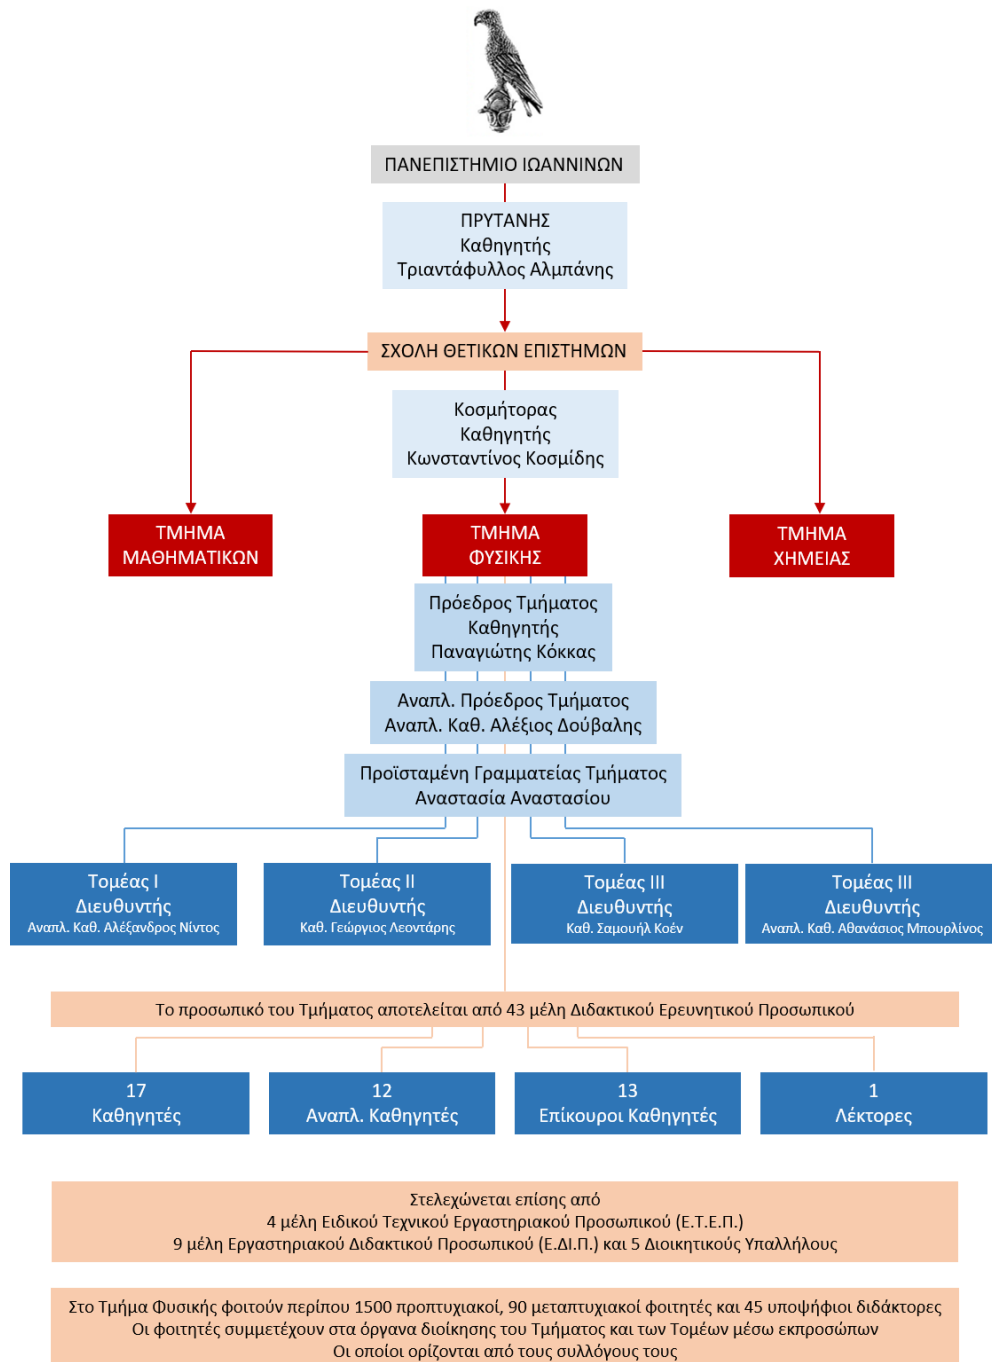 ΠΑΝΕΠΙΣΤΗΜΙΟ ΙΩΑΝΝΙΝΩΝ
ΠΡΥΤΑΝΗΣ
Καθηγητής
Τριαντάφυλλος Αλμπάνης
ΣΧΟΛΗ ΘΕΤΙΚΩΝ ΕΠΙΣΤΗΜΩΝ
Κοσμήτορας
Καθηγητής
Κωνσταντίνος Κοσμίδης
ΤΜΗΜΑ
ΜΑΘΗΜΑΤΙΚΩΝ
ΤΜΗΜΑ
ΦΥΣΙΚΗΣ
ΤΜΗΜΑ
ΧΗΜΕΙΑΣ
Πρόεδρος Τμήματος
Καθηγητής
Παναγιώτης Κόκκας
Αναπλ. Πρόεδρος Τμήματος
Αναπλ. Καθ. Αλέξιος Δούβαλης
Προϊσταμένη Γραμματείας Τμήματος
Αναστασία Αναστασίου
Τομέας Ι
Διευθυντής
Αναπλ. Καθ. Αλέξανδρος Νίντος
Τομέας ΙΙ
Διευθυντής
Καθ. Γεώργιος Λεοντάρης
Τομέας ΙΙΙ
Διευθυντής
Καθ. Σαμουήλ Κοέν
Τομέας ΙΙΙ
Διευθυντής
Αναπλ. Καθ. Αθανάσιος Μπουρλίνος
Το προσωπικό του Τμήματος αποτελείται από 43 μέλη Διδακτικού Ερευνητικού Προσωπικού
17
Καθηγητές
12
Αναπλ. Καθηγητές
13
Επίκουροι Καθηγητές
1
Λέκτορες
Στελεχώνεται επίσης από
4 μέλη Ειδικού Τεχνικού Εργαστηριακού Προσωπικού (Ε.Τ.Ε.Π.)
9 μέλη Εργαστηριακού Διδακτικού Προσωπικού (Ε.ΔΙ.Π.) και 5 Διοικητικούς Υπαλλήλους
Στο Τμήμα Φυσικής φοιτούν περίπου 1500 προπτυχιακοί, 90 μεταπτυχιακοί φοιτητές και 45 υποψήφιοι διδάκτορες
Οι φοιτητές συμμετέχουν στα όργανα διοίκησης του Τμήματος και των Τομέων μέσω εκπροσώπων
Οι οποίοι ορίζονται από τους συλλόγους τους